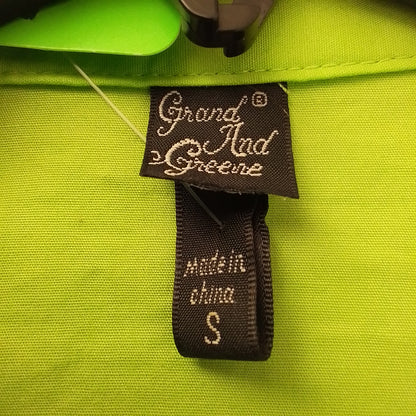 Grand ®
And
Greene
Made in
China
S